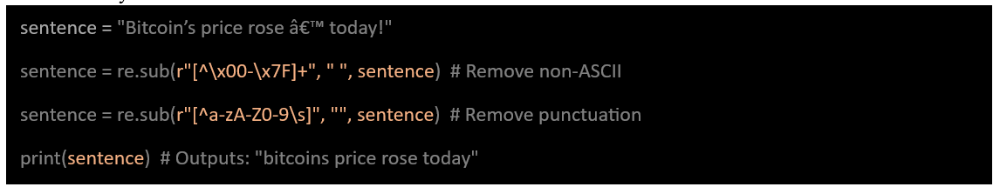 sentence = "Bitcoin’s price rose â€™ today!"
sentence = re.sub(r"[^\x00-\x7F]+", " ", sentence)  # Remove non-ASCII
sentence = re.sub(r"[^a-zA-Z0-9\s]", "", sentence)  # Remove punctuation
print(sentence)  # Outputs: "bitcoins price rose today"